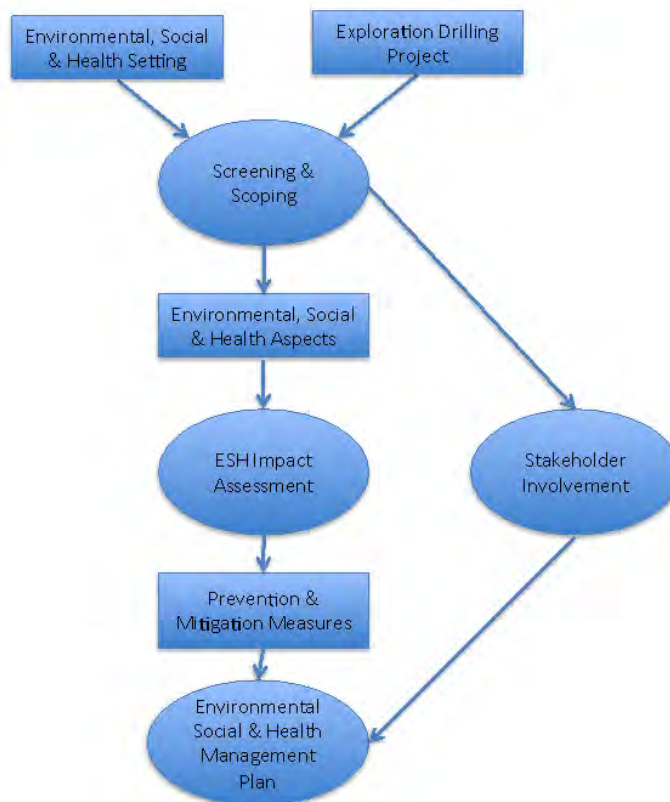 Environmental, Social
& Health Setting
Exploration Drilling
Project
Screening &
Scoping
Environmental, Social
& Health Aspects
ESH Impact
Assessment
Stakeholder
Involvement
Prevention &
Mitigation Measures
Environmental
Social & Health
Management
Plan